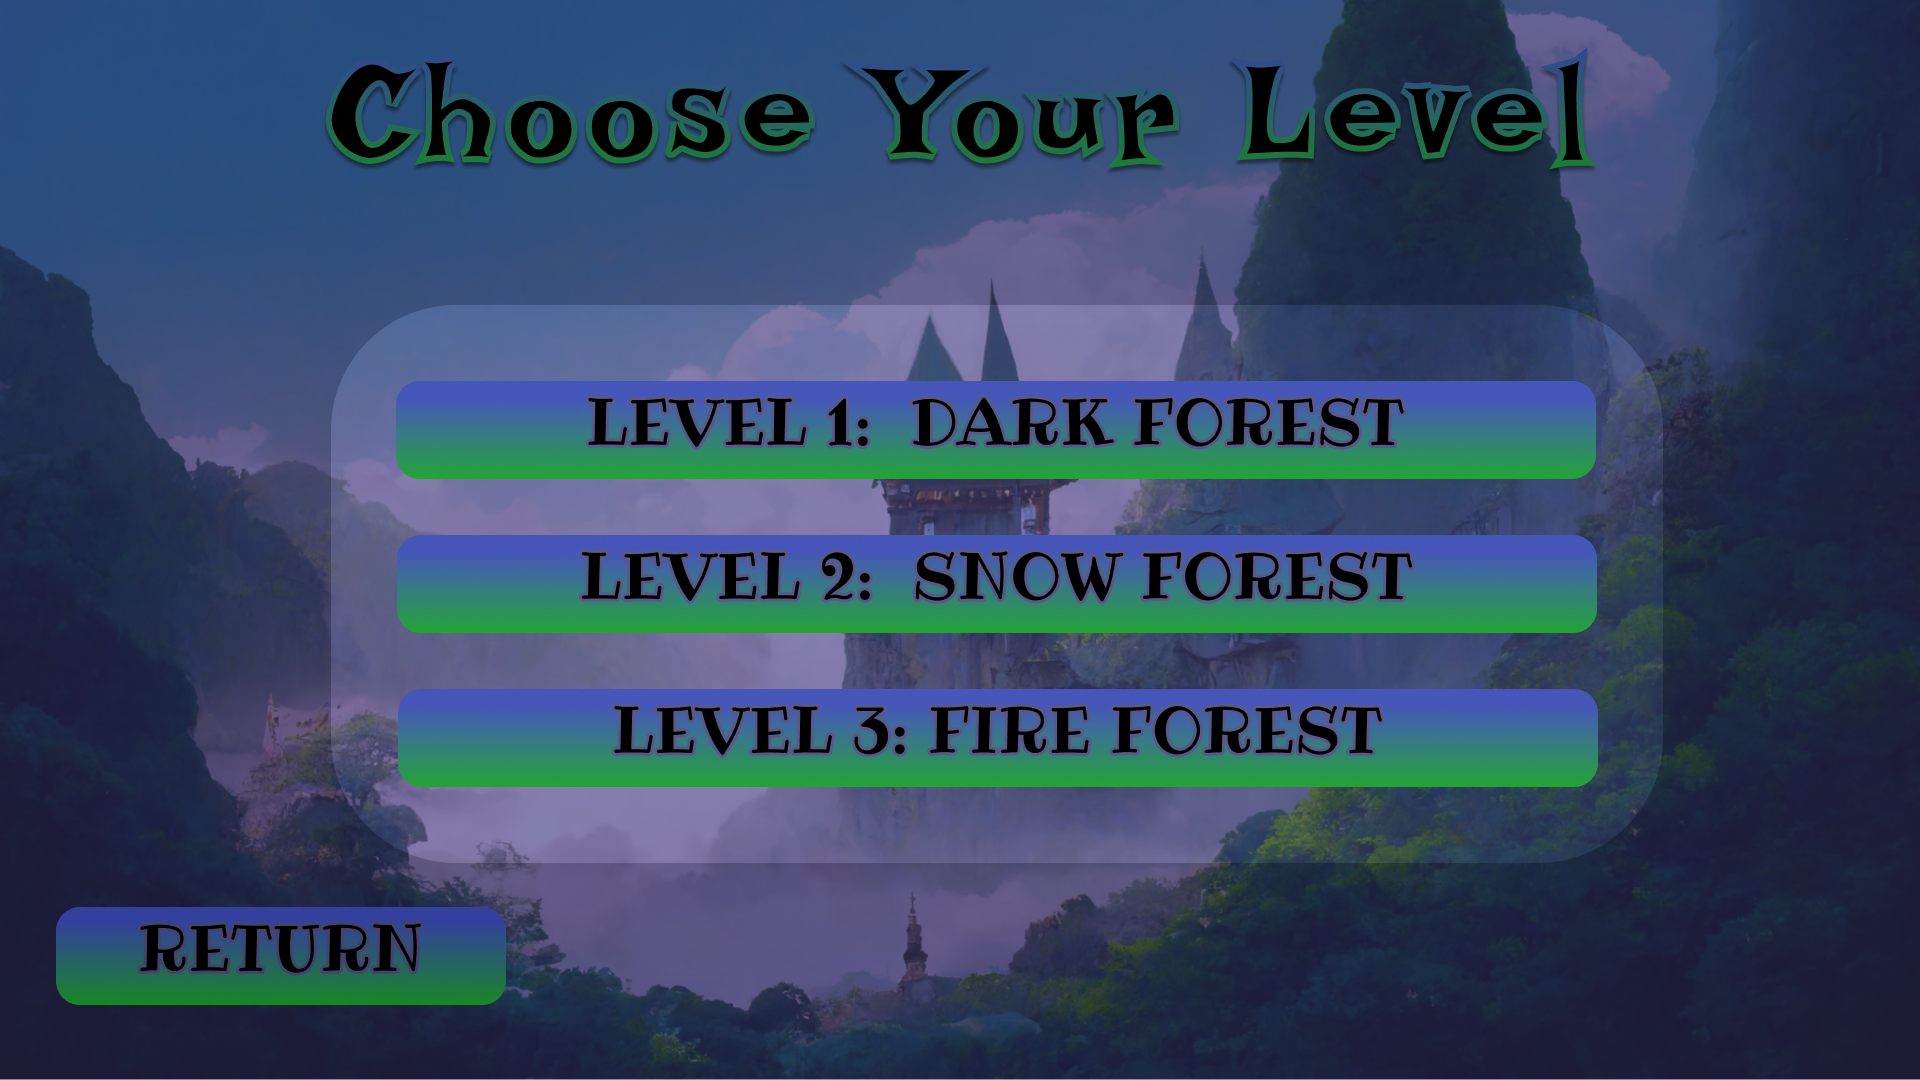 Choose Your Level
LEVEL 1: DARK FOREST
LEVEL 2: SNOW FOREST
LEVEL 3: FIRE FOREST
RETURN